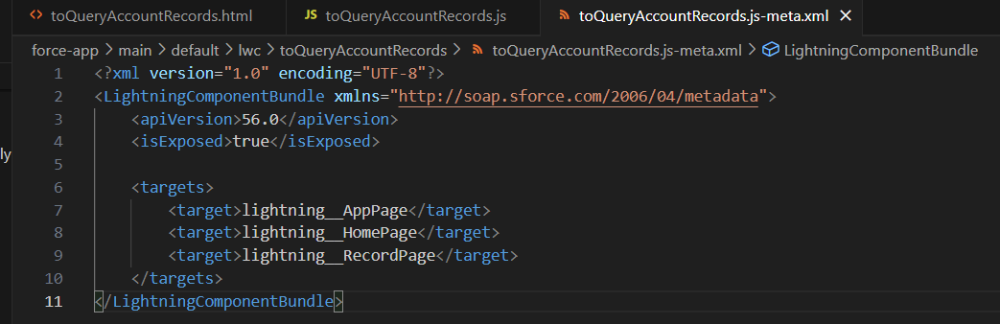 <> toQueryAccountRecords.html JS toQueryAccountRecords.js toQueryAccountRecords.js-meta.xml ×
force-app > main > default > lwc > toQueryAccountRecords > toQueryAccountRecords.js-meta.xml > LightningComponentBundle
1 <?xml version="1.0" encoding="UTF-8"?>
2 <LightningComponentBundle xmlns="http://soap.sforce.com/2006/04/metadata">
3 <apiVersion>56.0</apiVersion>
4 <isExposed>true</isExposed>
ly
5
6 <targets>
7 <target>lightning__AppPage</target>
8 <target>lightning__HomePage</target>
9 <target>lightning__RecordPage</target>
10 </targets>
11 </LightningComponentBundle>